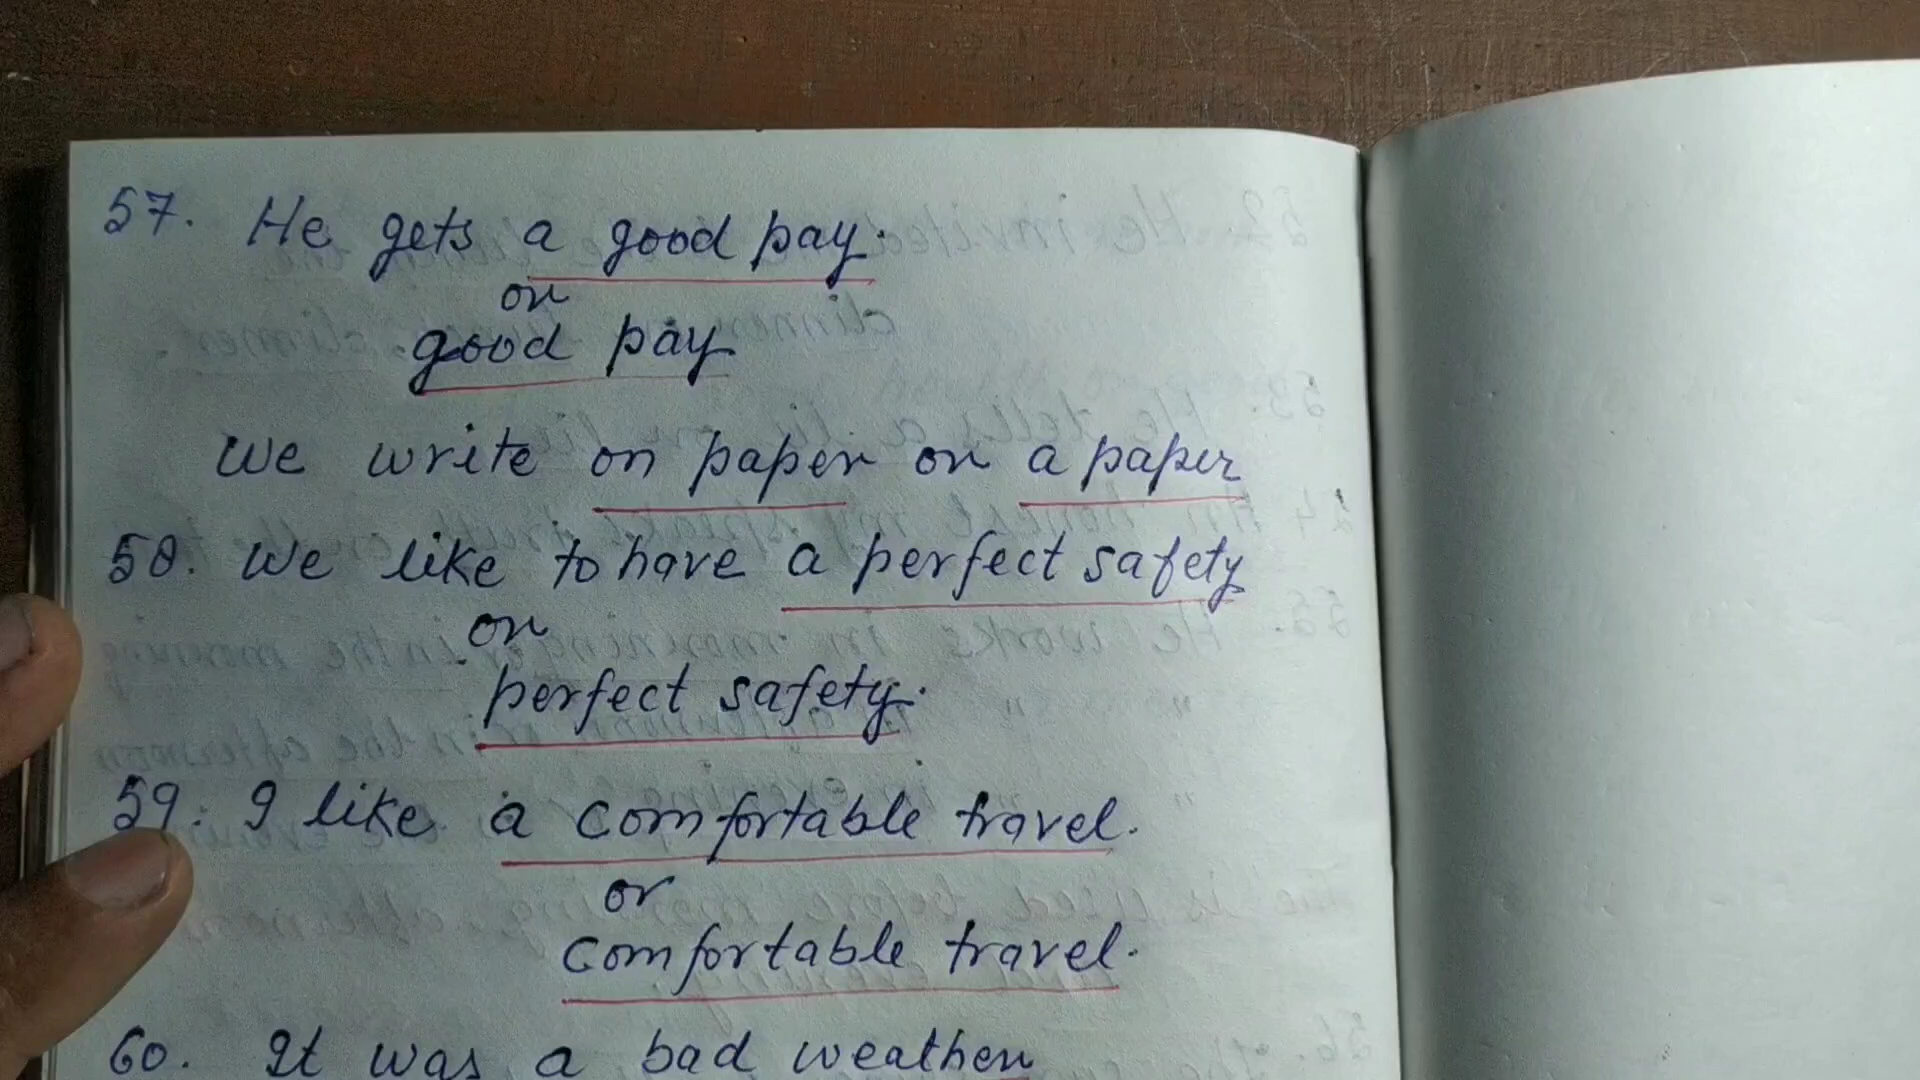 57. He gets a good pay.
or
good pay
We write on paper or a paper
58. We like to have a perfect safety
or
perfect safety.
59. I like a comfortable travel.
or
comfortable travel.
60. It was a bad weather